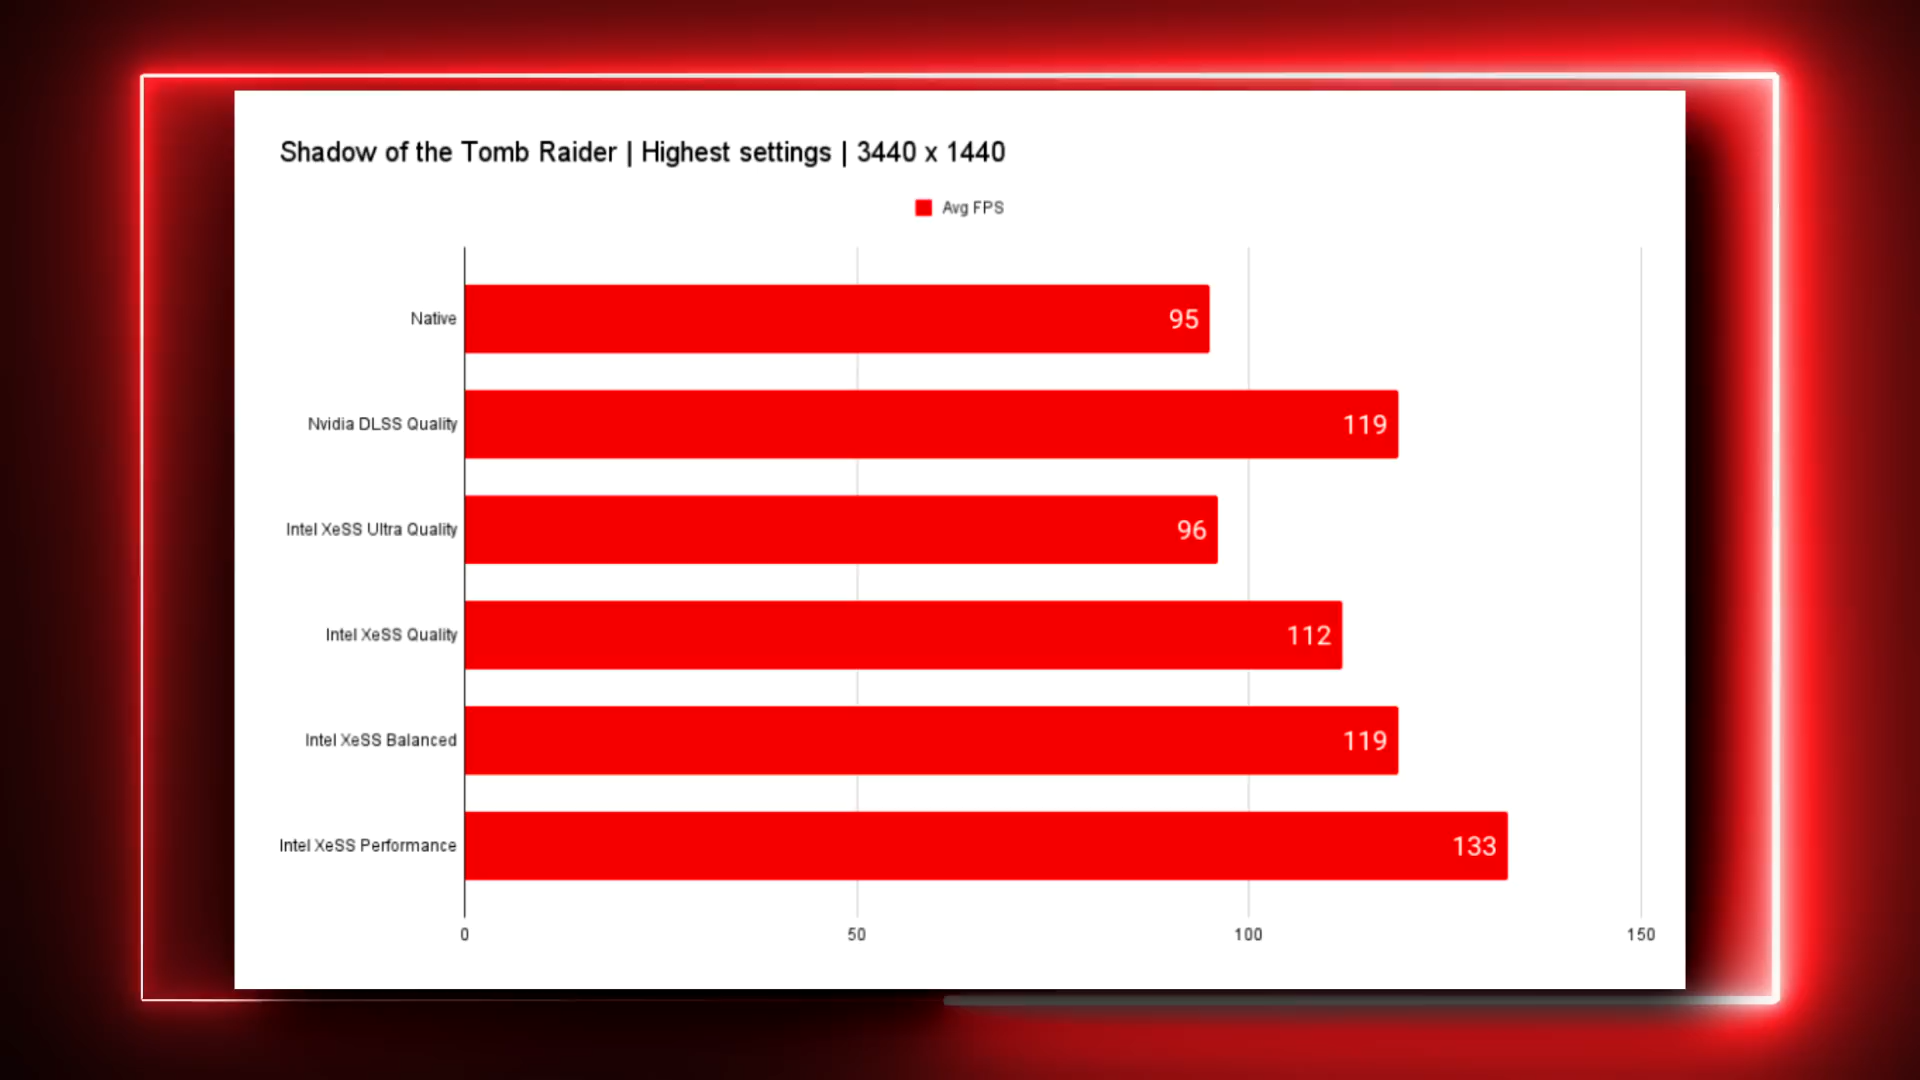 Shadow of the Tomb Raider | Highest settings | 3440 x 1440
Avg FPS
Native 95
Nvidia DLSS Quality 119
Intel XeSS Ultra Quality 96
Intel XeSS Quality 112
Intel XeSS Balanced 119
Intel XeSS Performance 133
0 50 100 150